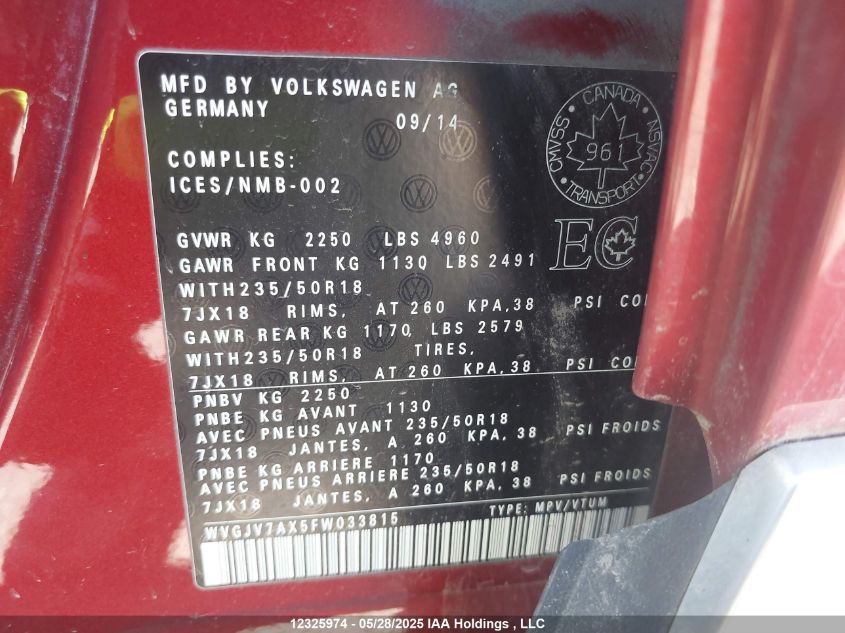 MFD BY VOLKSWAGEN AG
GERMANY
09/14
CANADA
CMVSS
NSVAC
961
TRANSPORT
COMPLIES:
ICES/NMB-002
EC
GVWR KG 2250 LBS 4960
GAWR FRONT KG 1130 LBS 2491
WITH235/50R18
7JX18 RIMS, AT 260 KPA,38 PSI COL
GAWR REAR KG 1170 LBS 2579
WITH235/50R18 TIRES,
7JX18 RIMS, AT 260 KPA,38 PSI COL
PNBV KG 2250
PNBE KG AVANT 1130
AVEC PNEUS AVANT 235/50R18
7JX18 JANTES, A 260 KPA,38 PSI FROIDS
PNBE KG ARRIERE 1170
AVEC PNEUS ARRIERE 235/50R18
7JX18 JANTES, A 260 KPA,38 PSI FROIDS
WVGJV7AX5FW033815 TYPE: MPV/VTUM
12325974 - 05/28/2025 IAA Holdings , LLC